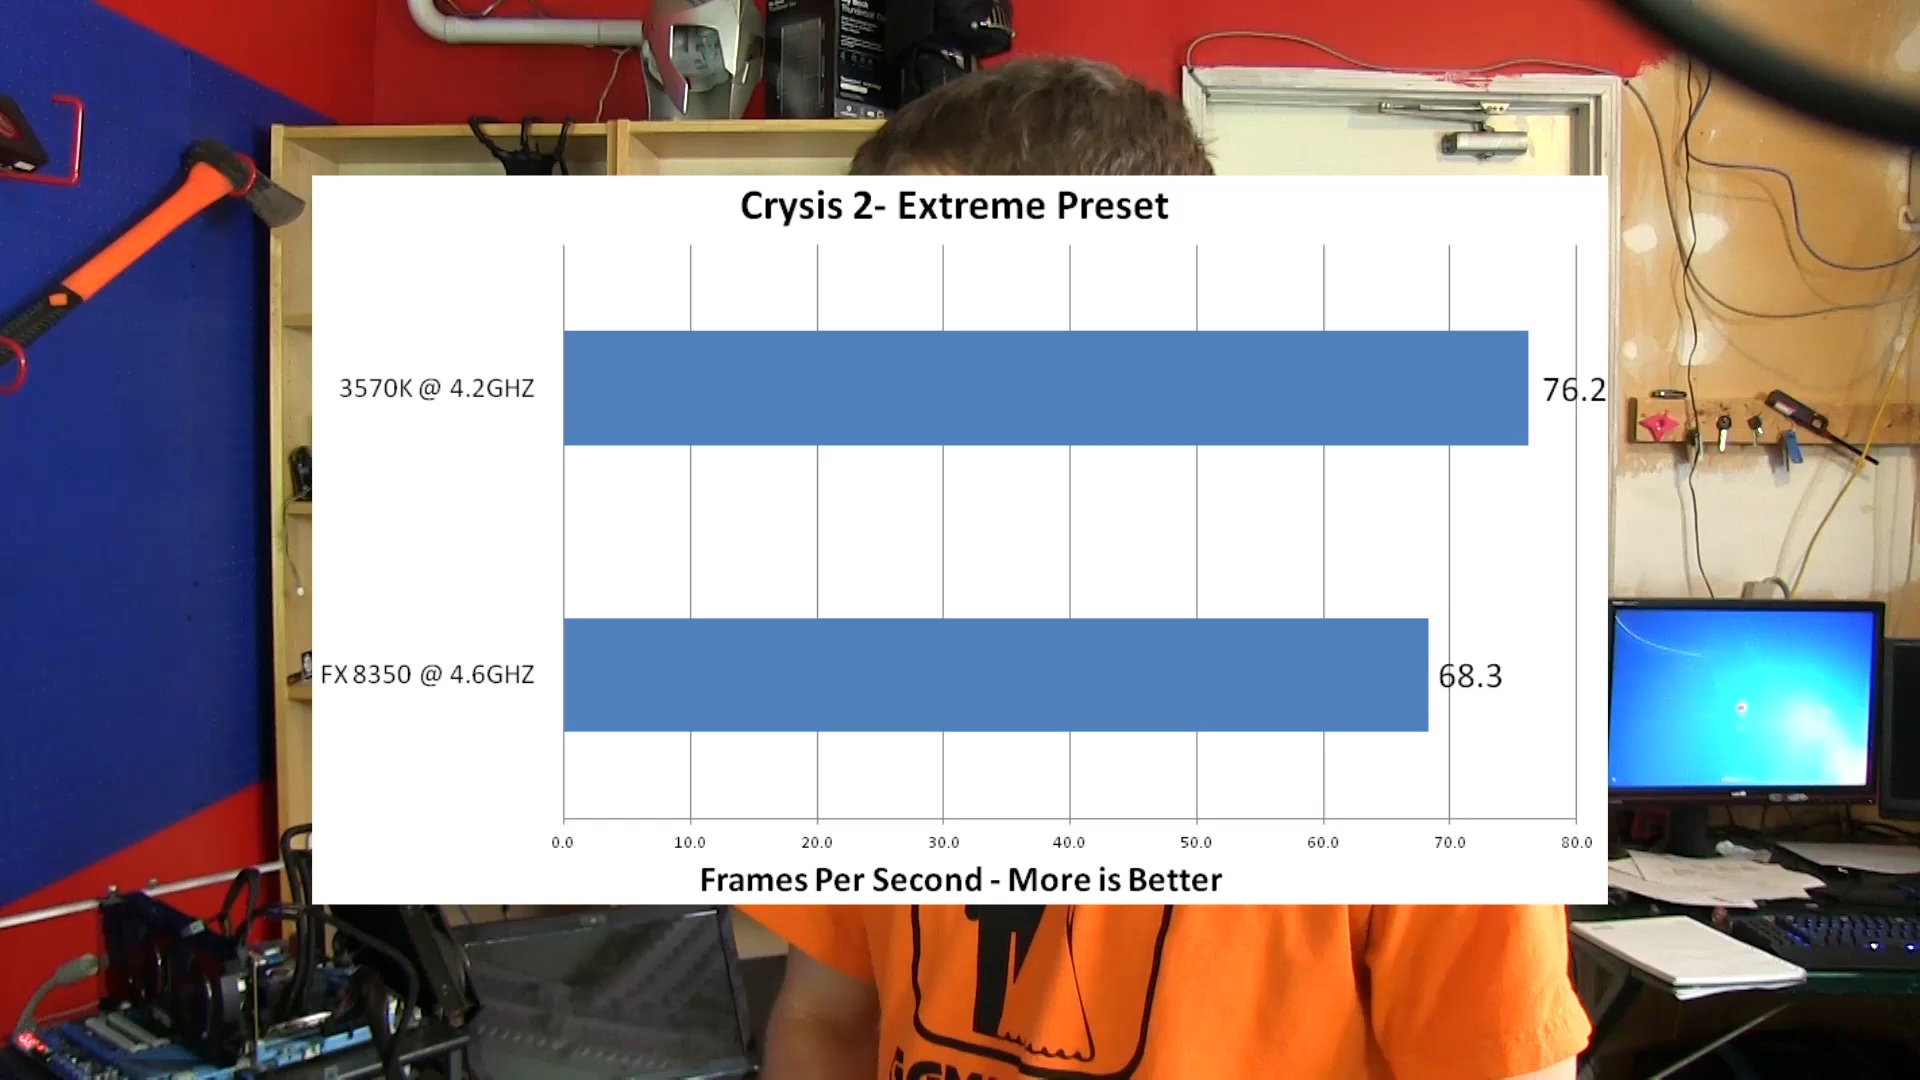 Crysis 2- Extreme Preset
3570K @ 4.2GHZ
76.2
FX 8350 @ 4.6GHZ
68.3
0.0 10.0 20.0 30.0 40.0 50.0 60.0 70.0 80.0
Frames Per Second - More is Better